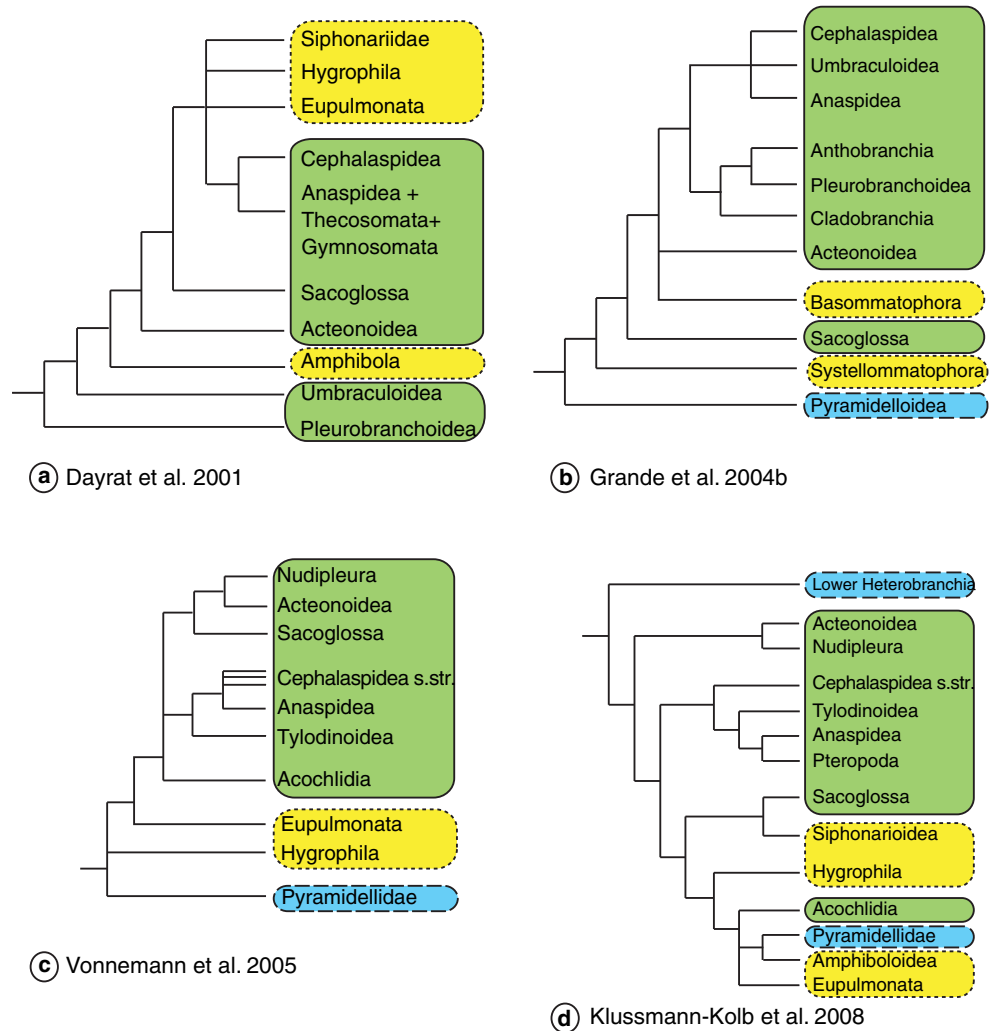 Siphonariidae
Hygrophila
Eupulmonata
Cephalaspidea
Anaspidea +
Thecosomata+
Gymnosomata
Sacoglossa
Acteonoidea
Amphibola
Umbraculoidea
Pleurobranchoidea
a Dayrat et al. 2001
Cephalaspidea
Umbraculoidea
Anaspidea
Anthobranchia
Pleurobranchoidea
Cladobranchia
Acteonoidea
Basommatophora
Sacoglossa
Systellommatophora
Pyramidelloidea
b Grande et al. 2004b
Nudipleura
Acteonoidea
Sacoglossa
Cephalaspidea s.str.
Anaspidea
Tylodinoidea
Acochlidia
Eupulmonata
Hygrophila
Pyramidellidae
c Vonnemann et al. 2005
Lower Heterobranchia
Acteonoidea
Nudipleura
Cephalaspidea s.str.
Tylodinoidea
Anaspidea
Pteropoda
Sacoglossa
Siphonarioidea
Hygrophila
Acochlidia
Pyramidellidae
Amphiboloidea
Eupulmonata
d Klussmann-Kolb et al. 2008